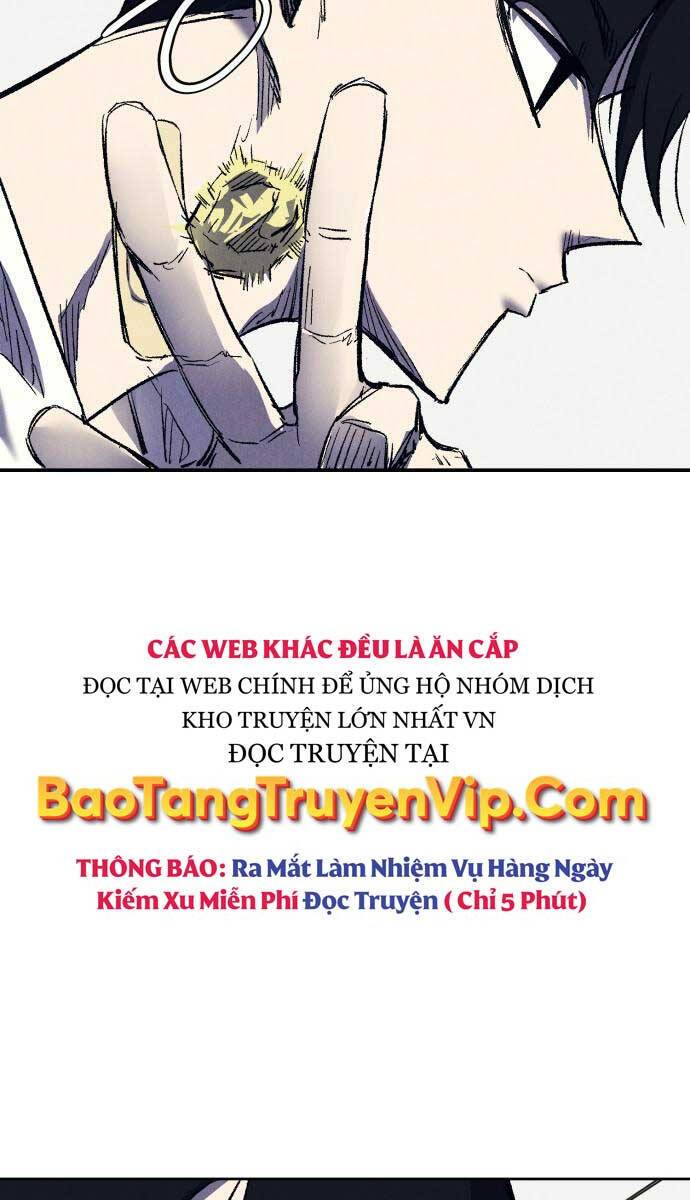 CÁC WEB KHÁC ĐỀU LÀ ĂN CẮP
ĐỌC TẠI WEB CHÍNH ĐỂ ỦNG HỘ NHÓM DỊCH
KHO TRUYỆN LỚN NHẤT VN
ĐỌC TRUYỆN TẠI
BaoTangTruyenVip.Com
THÔNG BÁO: Ra Mắt Làm Nhiệm Vụ Hàng Ngày
Kiếm Xu Miễn Phí Đọc Truyện ( Chỉ 5 Phút)